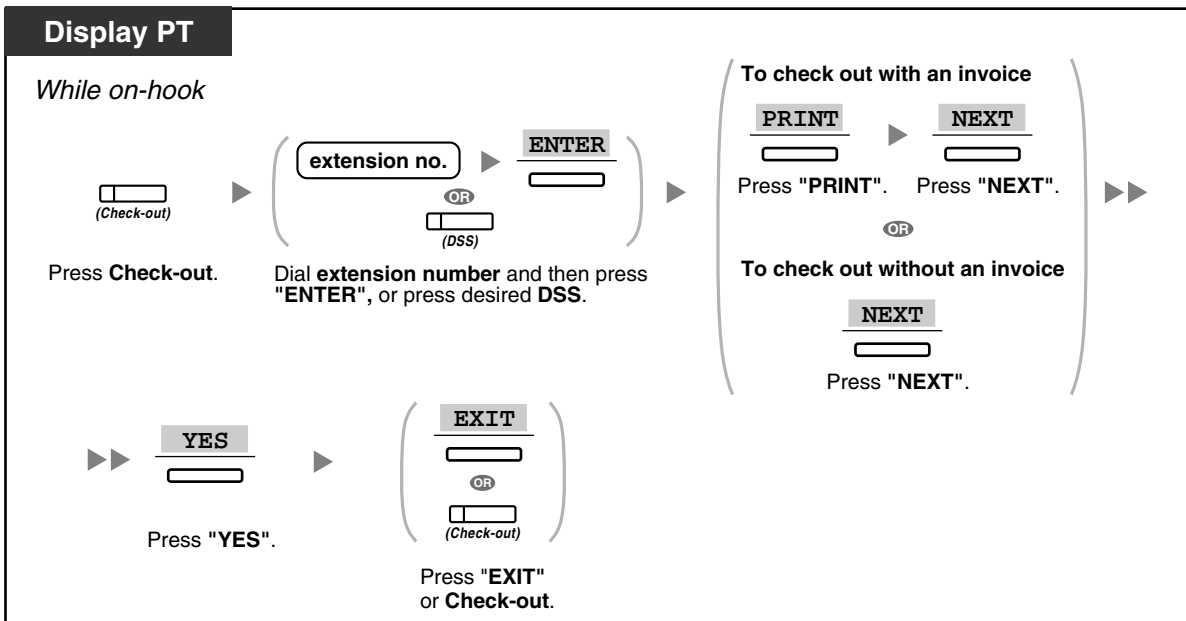 Display PT
While on-hook
(Check-out)
Press Check-out.
extension no.
ENTER
OR
(DSS)
Dial extension number and then press
"ENTER", or press desired DSS.
To check out with an invoice
PRINT
NEXT
Press "PRINT".
Press "NEXT".
OR
To check out without an invoice
NEXT
Press "NEXT".
YES
Press "YES".
EXIT
OR
(Check-out)
Press "EXIT"
or Check-out.